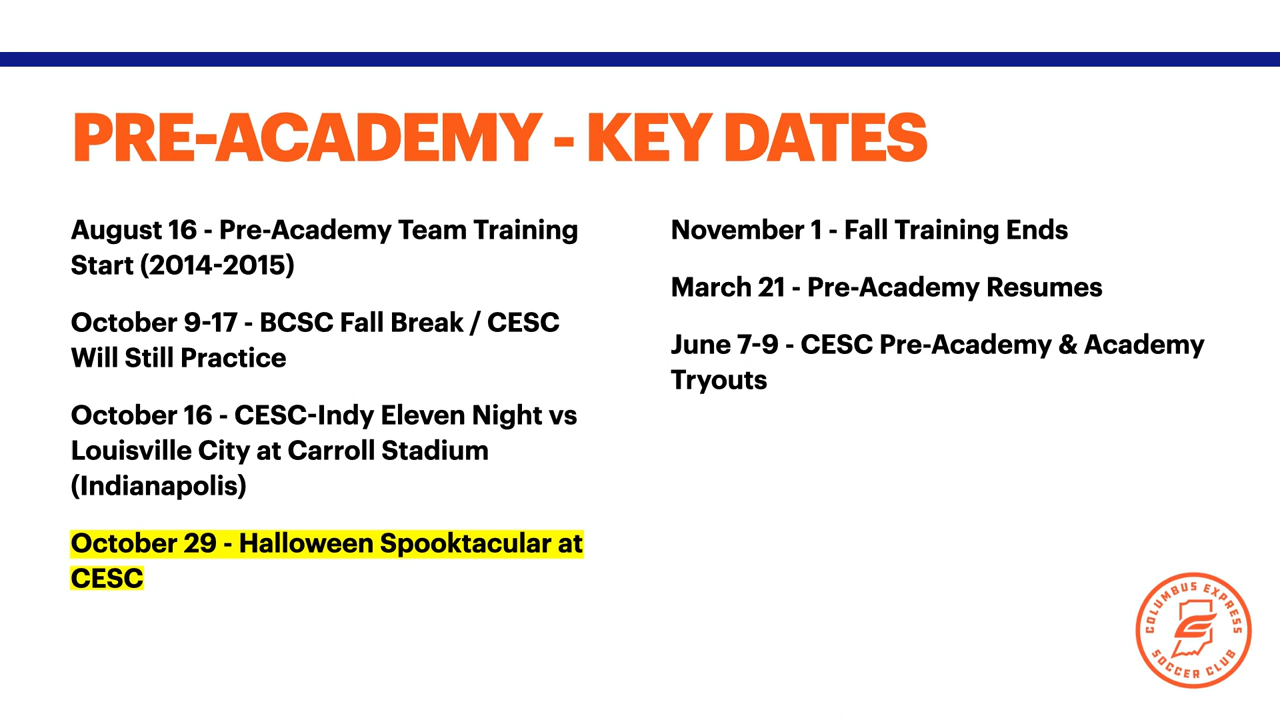 PRE-ACADEMY - KEY DATES
August 16 - Pre-Academy Team Training
Start (2014-2015)
October 9-17 - BCSC Fall Break / CESC
Will Still Practice
October 16 - CESC-Indy Eleven Night vs
Louisville City at Carroll Stadium
(Indianapolis)
October 29 - Halloween Spooktacular at
CESC
November 1 - Fall Training Ends
March 21 - Pre-Academy Resumes
June 7-9 - CESC Pre-Academy & Academy
Tryouts
COLUMBUS EXPRESS
SOCCER CLUB